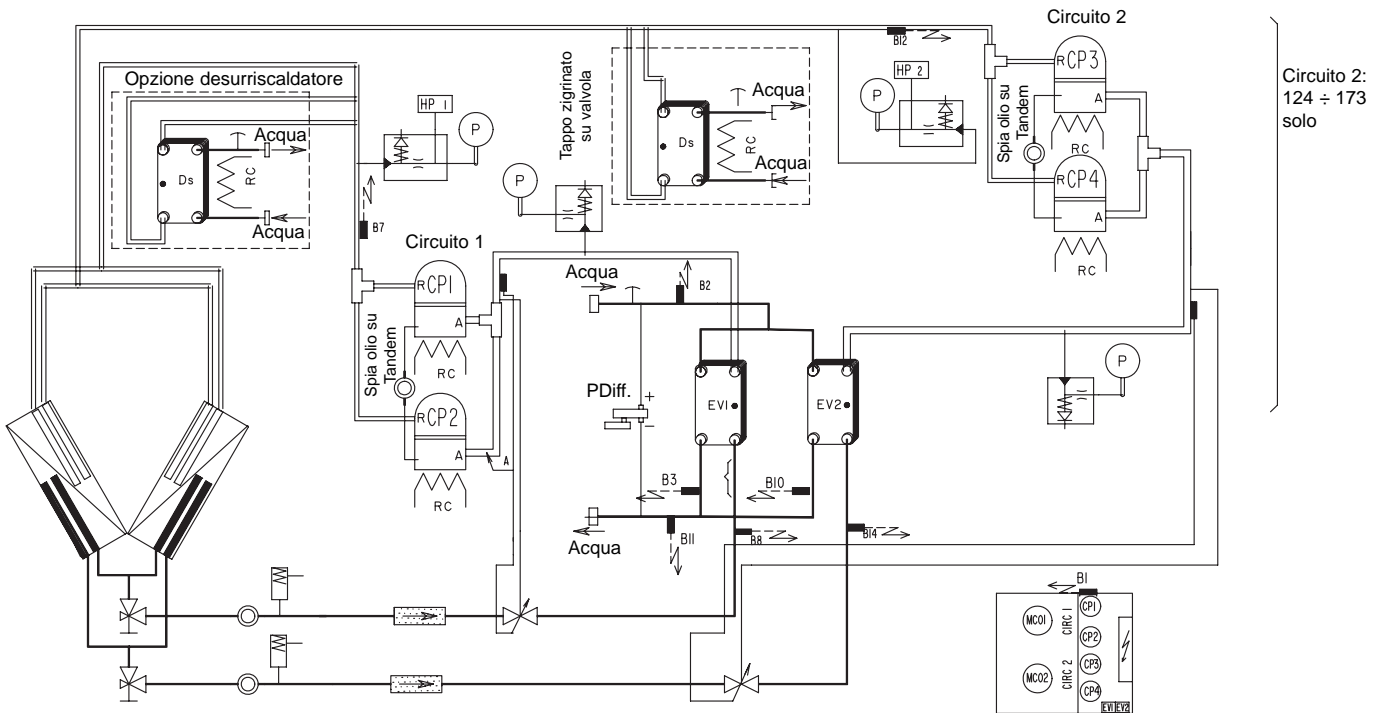 Circuito 2
B12
RCP3
A
HP 2
P
Circuito 2:
124 ÷ 173
solo
Opzione desurriscaldatore
Acqua
Ds
RC
Acqua
HP 1
P
Tappo zigrinato
su valvola
P
Acqua
Ds
RC
Acqua
Spia olio su
Tandem
RC
RCP4
A
RC
B7
Circuito 1
RCP1
A
RC
Spia olio su
Tandem
RCP2
A
RC
A
Acqua
B2
PDiff.
+
-
EV1
EV2
P
B3
B10
B11
Acqua
B8
B14
B1
MC01
CIRC 1
CP1
CP2
MC02
CIRC 2
CP3
CP4
EV1 EV2